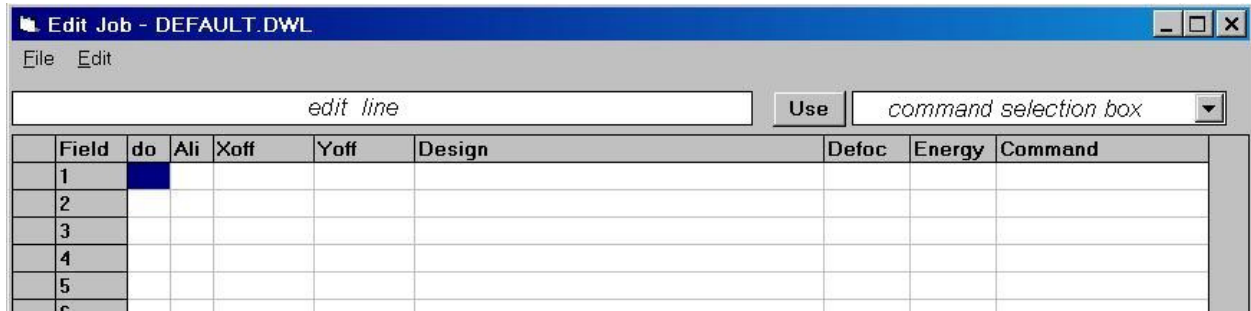 Edit Job - DEFAULT.DWL
File Edit
edit line Use command selection box
Field do Ali Xoff Yoff Design Defoc Energy Command
1
2
3
4
5